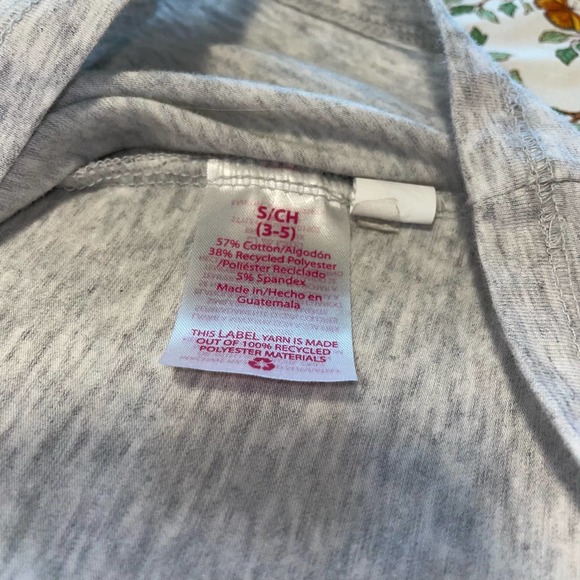 S/CH
(3-5)
57% Cotton/Algodón
38% Recycled Polyester
/Poliéster Reciclado
5% Spandex
Made in/Hecho en
Guatemala
THIS LABEL YARN IS MADE
OUT OF 100% RECYCLED
POLYESTER MATERIALS